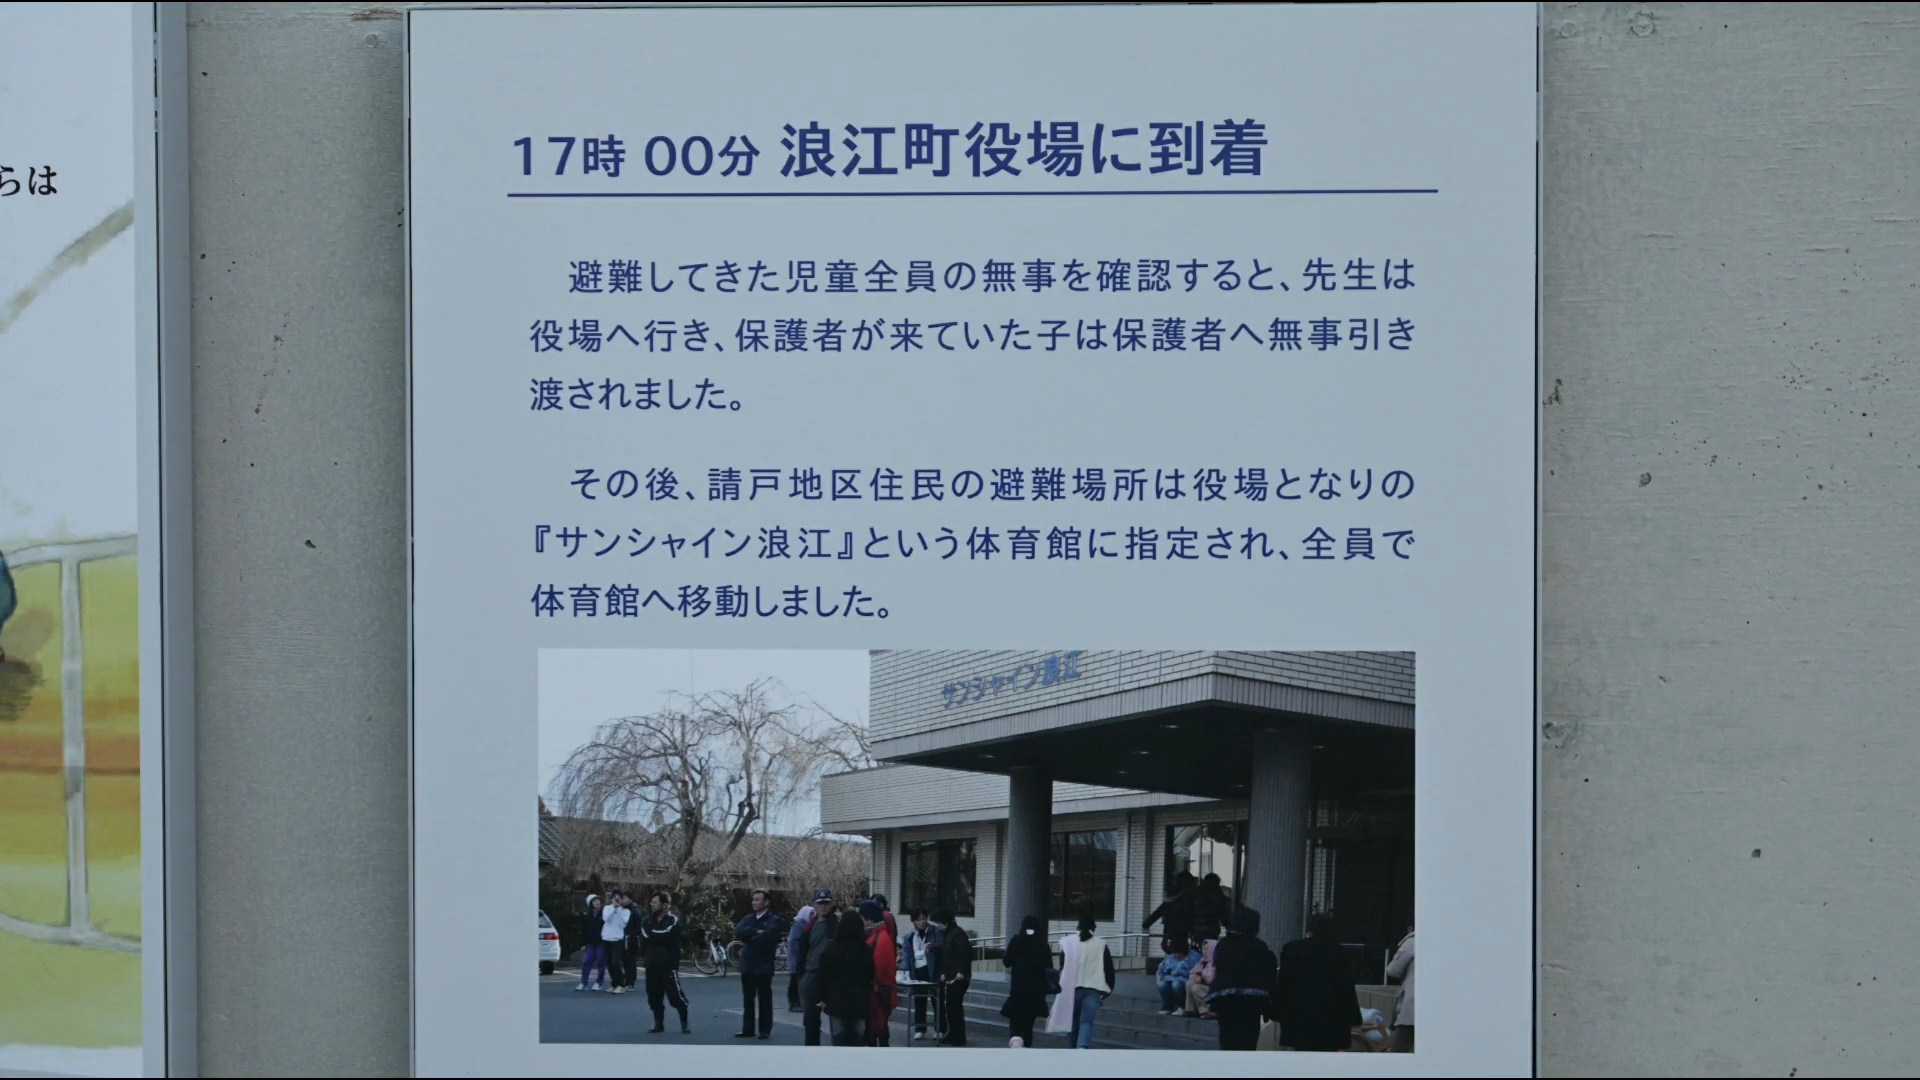 らは
17時 00分 浪江町役場に到着
避難してきた児童全員の無事を確認すると、先生は
役場へ行き、保護者が来ていた子は保護者へ無事引き
渡されました。
その後、請戸地区住民の避難場所は役場となりの
『サンシャイン浪江』という体育館に指定され、全員で
体育館へ移動しました。
サンシャイン浪江